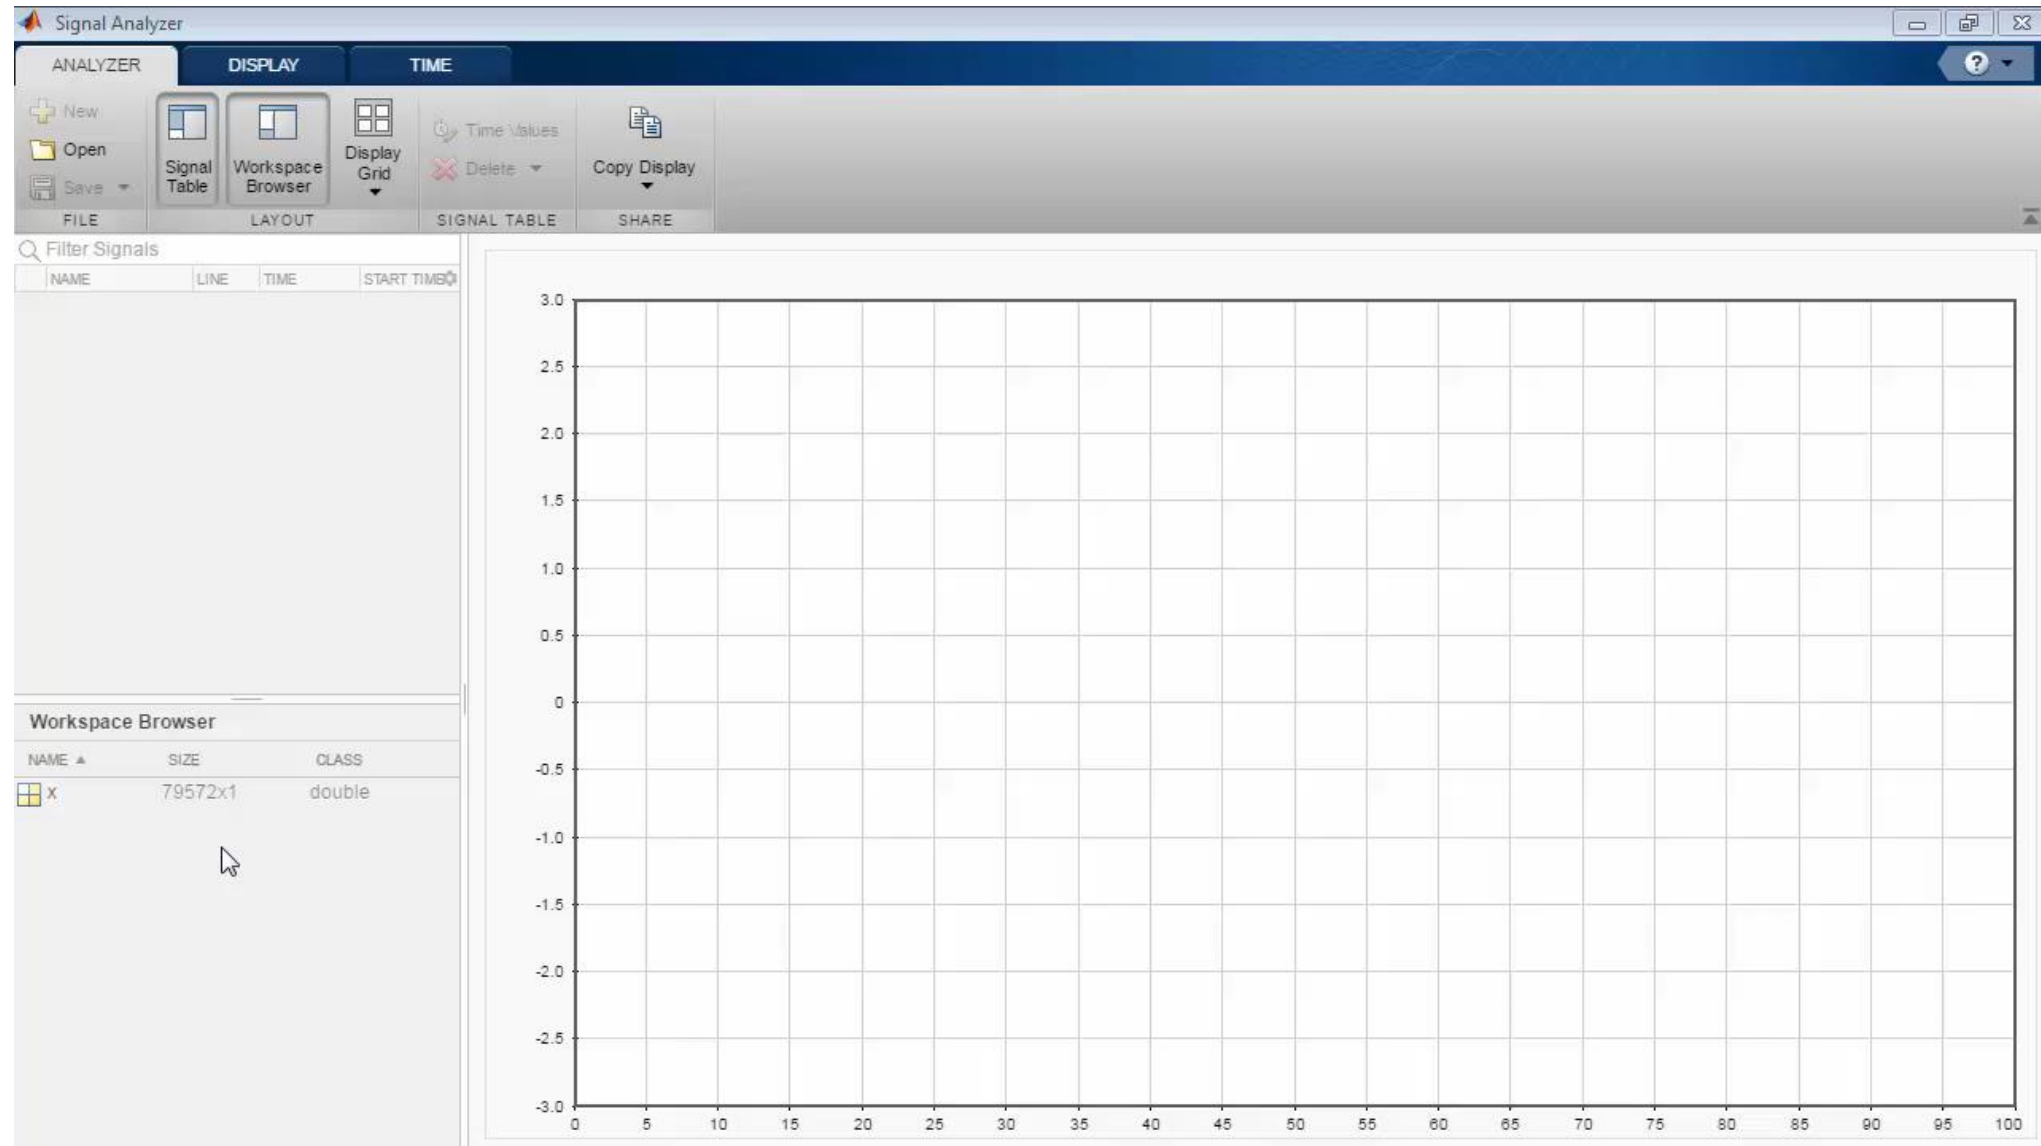 Signal Analyzer
ANALYZER DISPLAY TIME
?
New
Open
Save
FILE
Signal Table
Workspace Browser
Display Grid
LAYOUT
Time Values
Delete
SIGNAL TABLE
Copy Display
SHARE
Filter Signals
NAME LINE TIME START TIME
Workspace Browser
NAME SIZE CLASS
x 79572x1 double
3.0
2.5
2.0
1.5
1.0
0.5
0
-0.5
-1.0
-1.5
-2.0
-2.5
-3.0
0 5 10 15 20 25 30 35 40 45 50 55 60 65 70 75 80 85 90 95 100